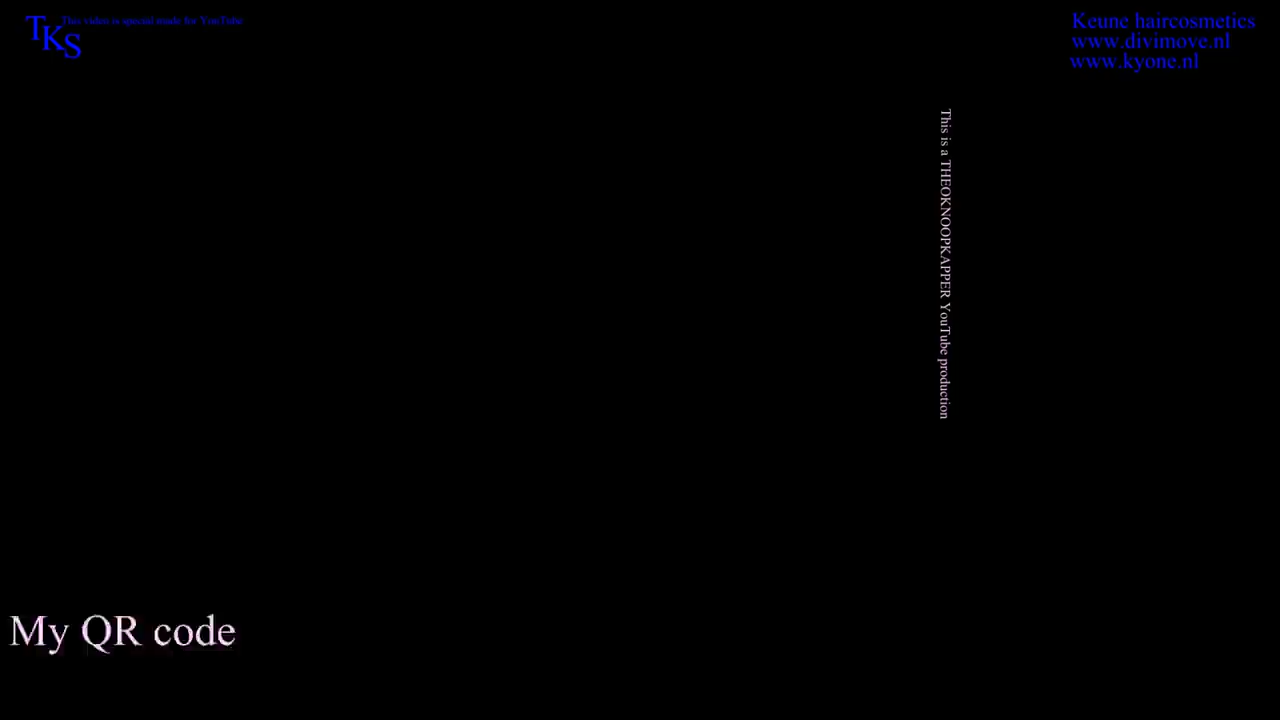 This video is special made for YouTube
TKS
Keune haircosmetics
www.divimove.nl
www.kyone.nl
This is a THEOKNOOPKAPPER YouTube production
My QR code